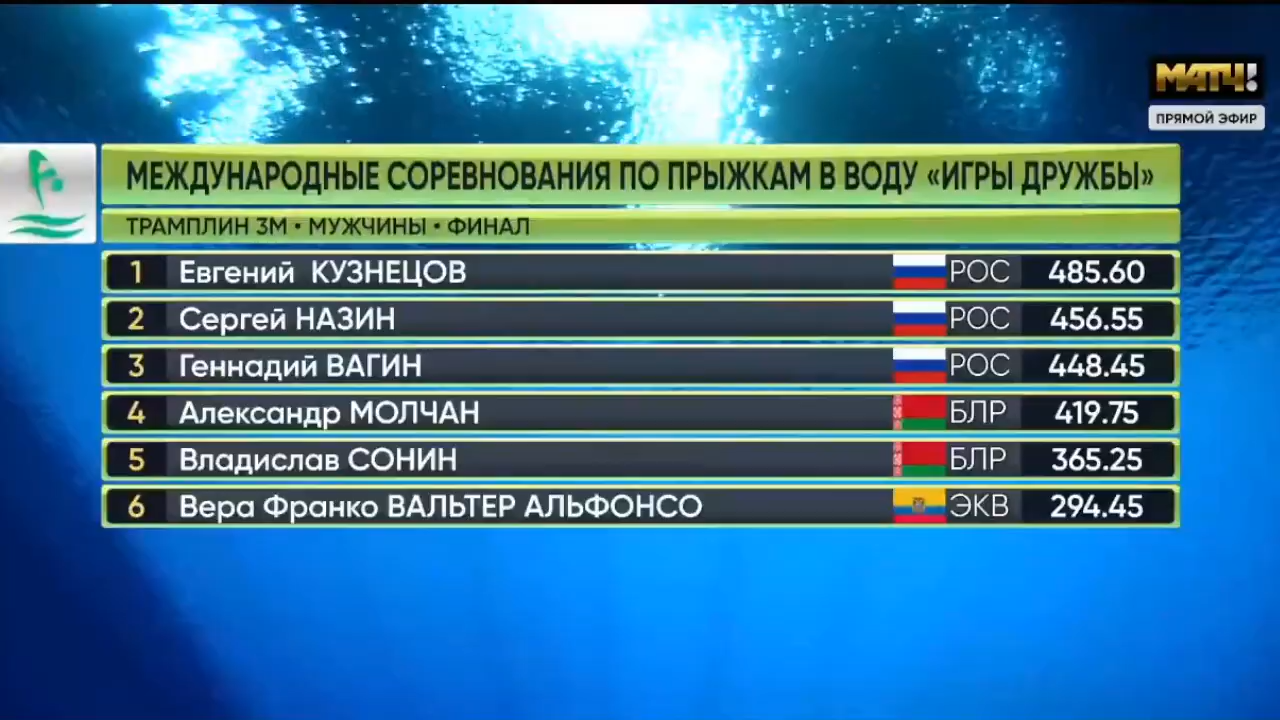 МАТЧ!
ПРЯМОЙ ЭФИР
МЕЖДУНАРОДНЫЕ СОРЕВНОВАНИЯ ПО ПРЫЖКАМ В ВОДУ «ИГРЫ ДРУЖБЫ»
ТРАМПЛИН 3М • МУЖЧИНЫ • ФИНАЛ
1 Евгений КУЗНЕЦОВ РОС 485.60
2 Сергей НАЗИН РОС 456.55
3 Геннадий ВАГИН РОС 448.45
4 Александр МОЛЧАН БЛР 419.75
5 Владислав СОНИН БЛР 365.25
6 Вера Франко ВАЛЬТЕР АЛЬФОНСО ЭКВ 294.45